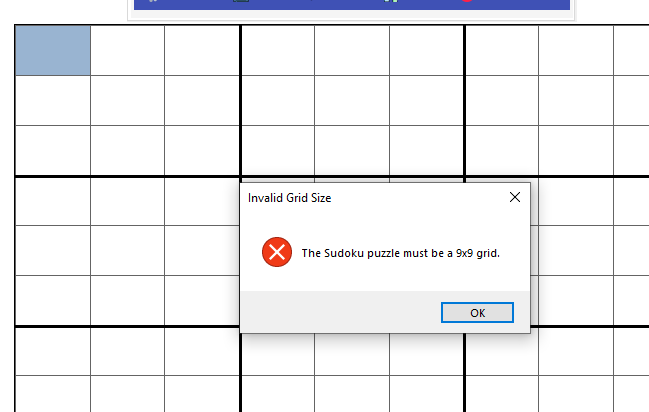 Invalid Grid Size
The Sudoku puzzle must be a 9x9 grid.
OK